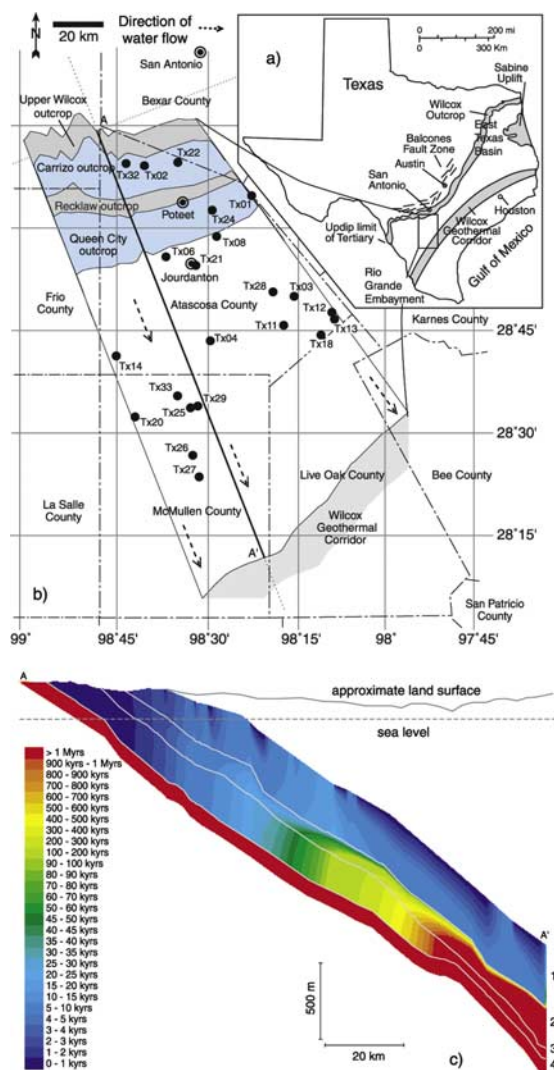 N
20 km
Direction of
water flow
San Antonio
Bexar County
Upper Wilcox
outcrop
A
Carrizo outcrop
Tx32
Tx02
Tx22
Tx01
Recklaw outcrop
Poteet
Tx24
Queen City
outcrop
Tx08
Tx06
Tx21
Jourdanton
Frio
County
Atascosa County
Tx28
Tx03
Tx12
Tx13
Tx11
Tx18
Tx04
Tx14
Karnes County
28°45
Tx33
Tx29
Tx25
Tx20
28°30
Tx26
Tx27
Live Oak County
Bee County
La Salle
County
McMullen County
Wilcox
Geothermal
Corridor
28°15
A'
b)
San Patricio
County
99°
98°45
98°30
98°15
98°
97°45
a)
0
200 mi
0
300 Km
Texas
Sabine
Uplift
Wilcox
Outcrop
East
Texas
Basin
Balcones
Fault Zone
Austin
San
Antonio
Houston
Updip limit
of Tertiary
Wilcox
Geothermal
Corridor
Gulf of Mexico
Rio
Grande
Embayment
A
approximate land surface
sea level
> 1 Myrs
900 kyrs - 1 Myrs
800 - 900 kyrs
700 - 800 kyrs
600 - 700 kyrs
500 - 600 kyrs
400 - 500 kyrs
300 - 400 kyrs
200 - 300 kyrs
100 - 200 kyrs
90 - 100 kyrs
80 - 90 kyrs
70 - 80 kyrs
60 - 70 kyrs
50 - 60 kyrs
45 - 50 kyrs
40 - 45 kyrs
35 - 40 kyrs
30 - 35 kyrs
25 - 30 kyrs
20 - 25 kyrs
15 - 20 kyrs
10 - 15 kyrs
5 - 10 kyrs
4 - 5 kyrs
3 - 4 kyrs
2 - 3 kyrs
1 - 2 kyrs
0 - 1 kyrs
A'
1
2
3
4
500 m
20 km
c)